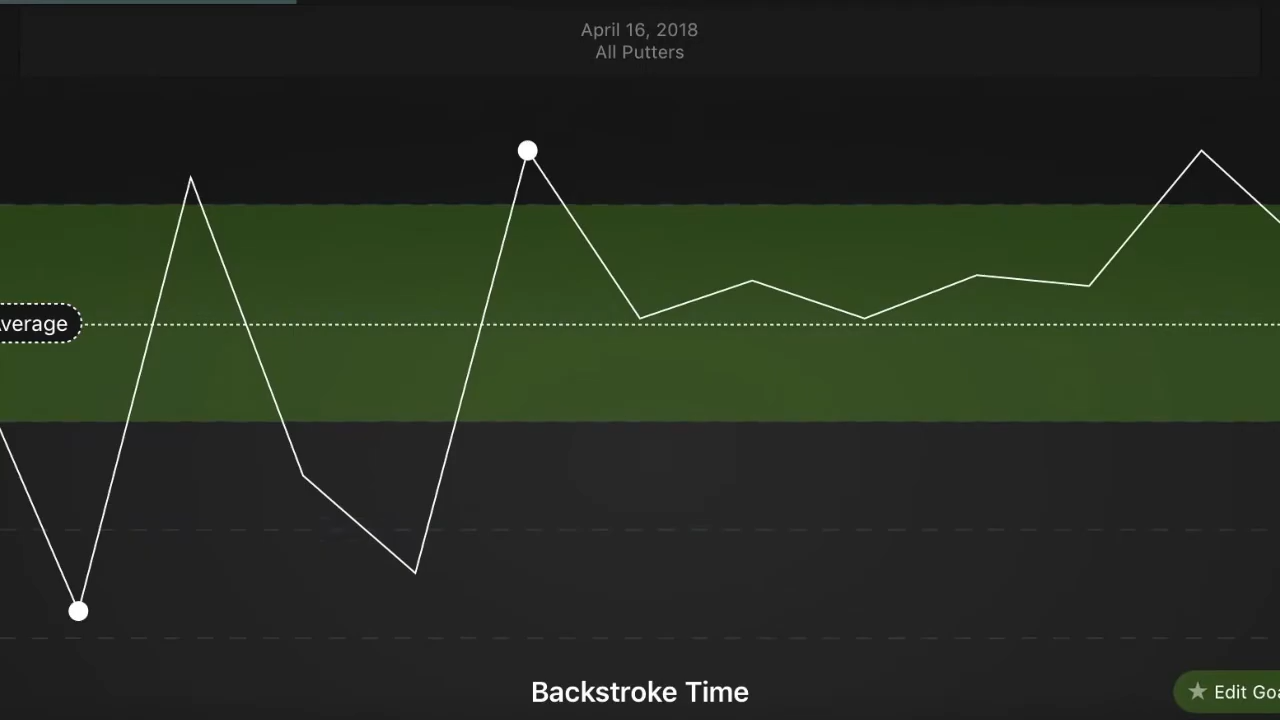 April 16, 2018
All Putters
verage
Backstroke Time
★ Edit Goa